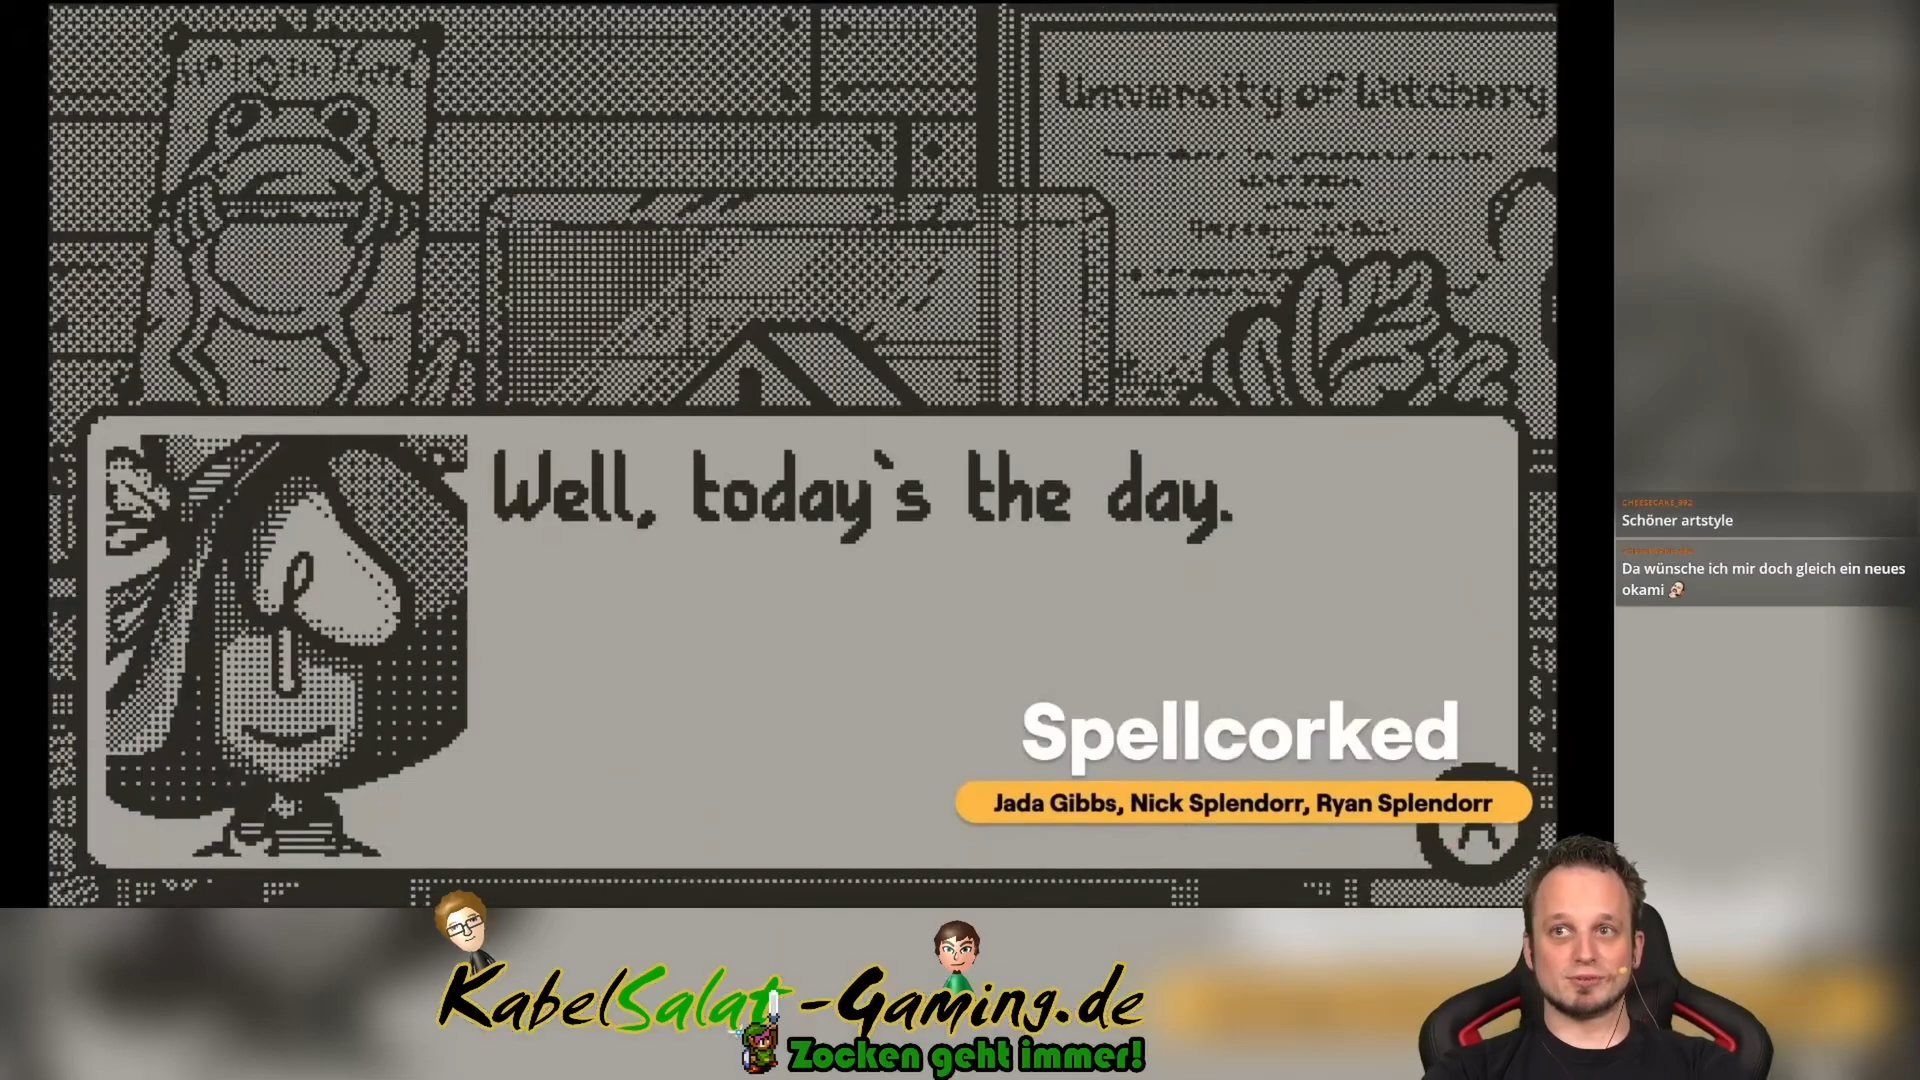 University of Witchery
Well, today's the day.
Spellcorked
Jada Gibbs, Nick Splendorr, Ryan Splendorr
CHEESECAKE_992
Schöner artstyle
Da wünsche ich mir doch gleich ein neues
okami
KabelSalat-Gaming.de
Zocken geht immer!